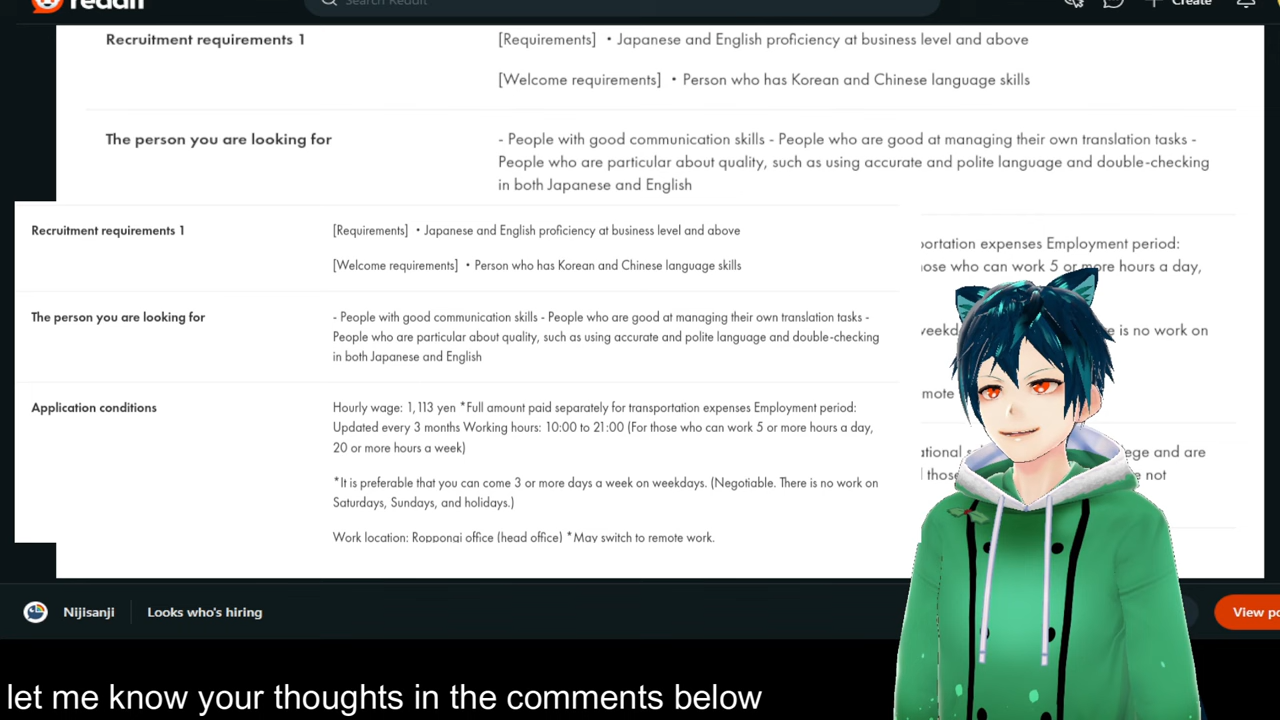 reddit
Search Reddit
Create
Recruitment requirements 1
[Requirements] ・Japanese and English proficiency at business level and above
[Welcome requirements] ・Person who has Korean and Chinese language skills
The person you are looking for
- People with good communication skills - People who are good at managing their own translation tasks -
People who are particular about quality, such as using accurate and polite language and double-checking
in both Japanese and English
Recruitment requirements 1
[Requirements] ・Japanese and English proficiency at business level and above
[Welcome requirements] ・Person who has Korean and Chinese language skills
The person you are looking for
- People with good communication skills - People who are good at managing their own translation tasks -
People who are particular about quality, such as using accurate and polite language and double-checking
in both Japanese and English
Application conditions
Hourly wage: 1,113 yen *Full amount paid separately for transportation expenses Employment period:
Updated every 3 months Working hours: 10:00 to 21:00 (For those who can work 5 or more hours a day,
20 or more hours a week)
*It is preferable that you can come 3 or more days a week on weekdays. (Negotiable. There is no work on
Saturdays, Sundays, and holidays.)
Work location: Roppongi office (head office) *May switch to remote work.
portation expenses Employment period:
who can work 5 or more hours a day,
is no work on
ege and are
not
Nijisanji
Looks who's hiring
View po
let me know your thoughts in the comments below